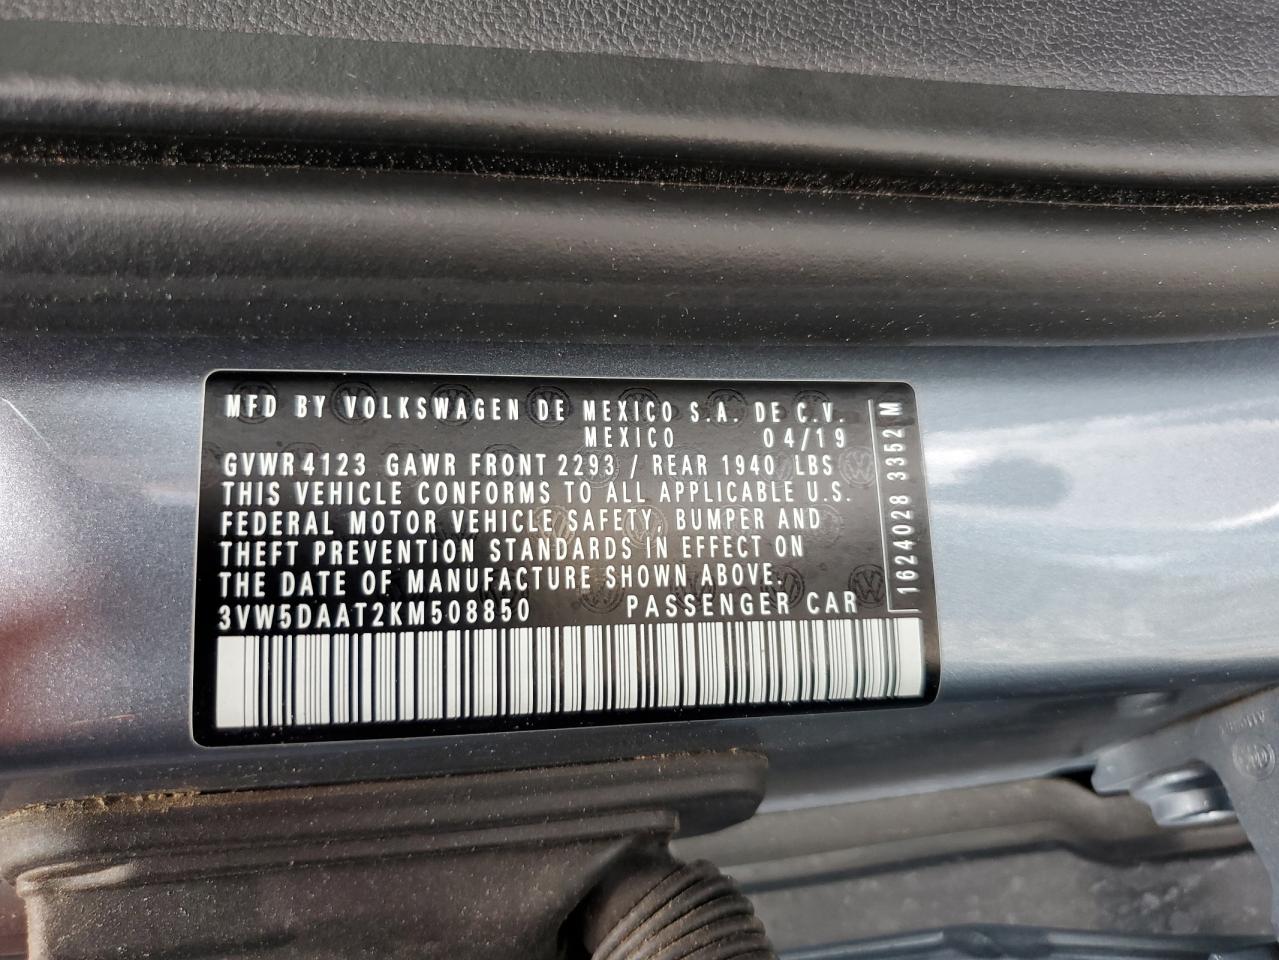 MFD BY VOLKSWAGEN DE MEXICO S.A. DE C.V.
MEXICO 04/19
GVWR 4123 GAWR FRONT 2293 / REAR 1940 LBS
THIS VEHICLE CONFORMS TO ALL APPLICABLE U.S.
FEDERAL MOTOR VEHICLE SAFETY, BUMPER AND
THEFT PREVENTION STANDARDS IN EFFECT ON
THE DATE OF MANUFACTURE SHOWN ABOVE.
3VW5DAAT2KM508850 PASSENGER CAR
1624028 3352 M